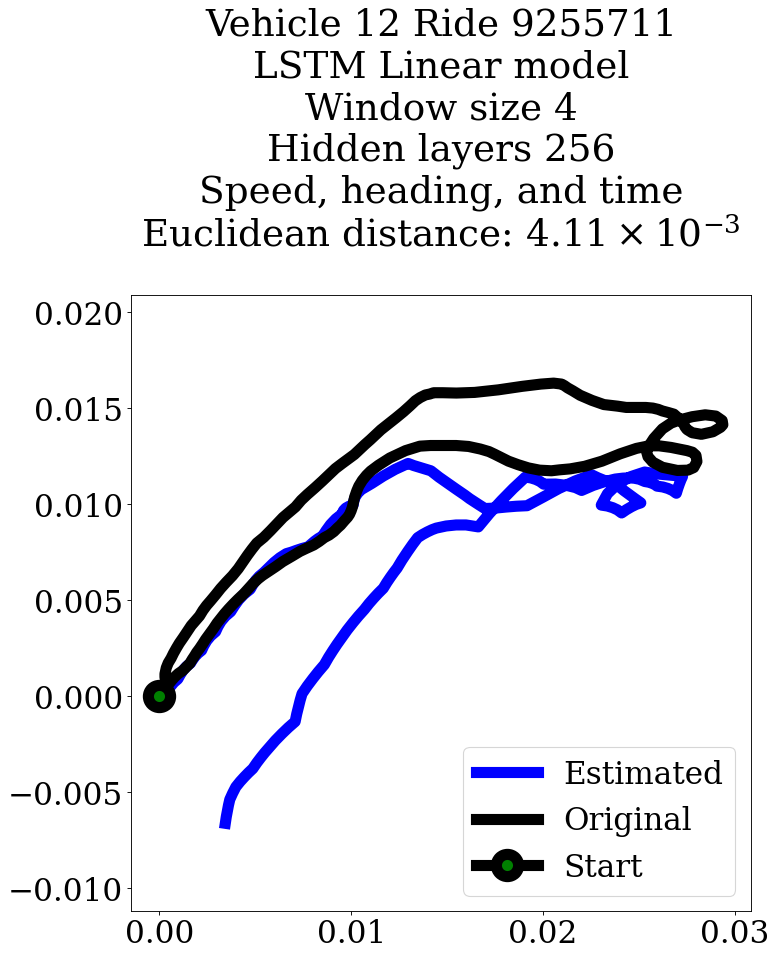 Vehicle 12 Ride 9255711
LSTM Linear model
Window size 4
Hidden layers 256
Speed, heading, and time
Euclidean distance: 4.11 × 10⁻³
0.020
0.015
0.010
0.005
0.000
−0.005
−0.010
Estimated
Original
Start
0.00 0.01 0.02 0.03